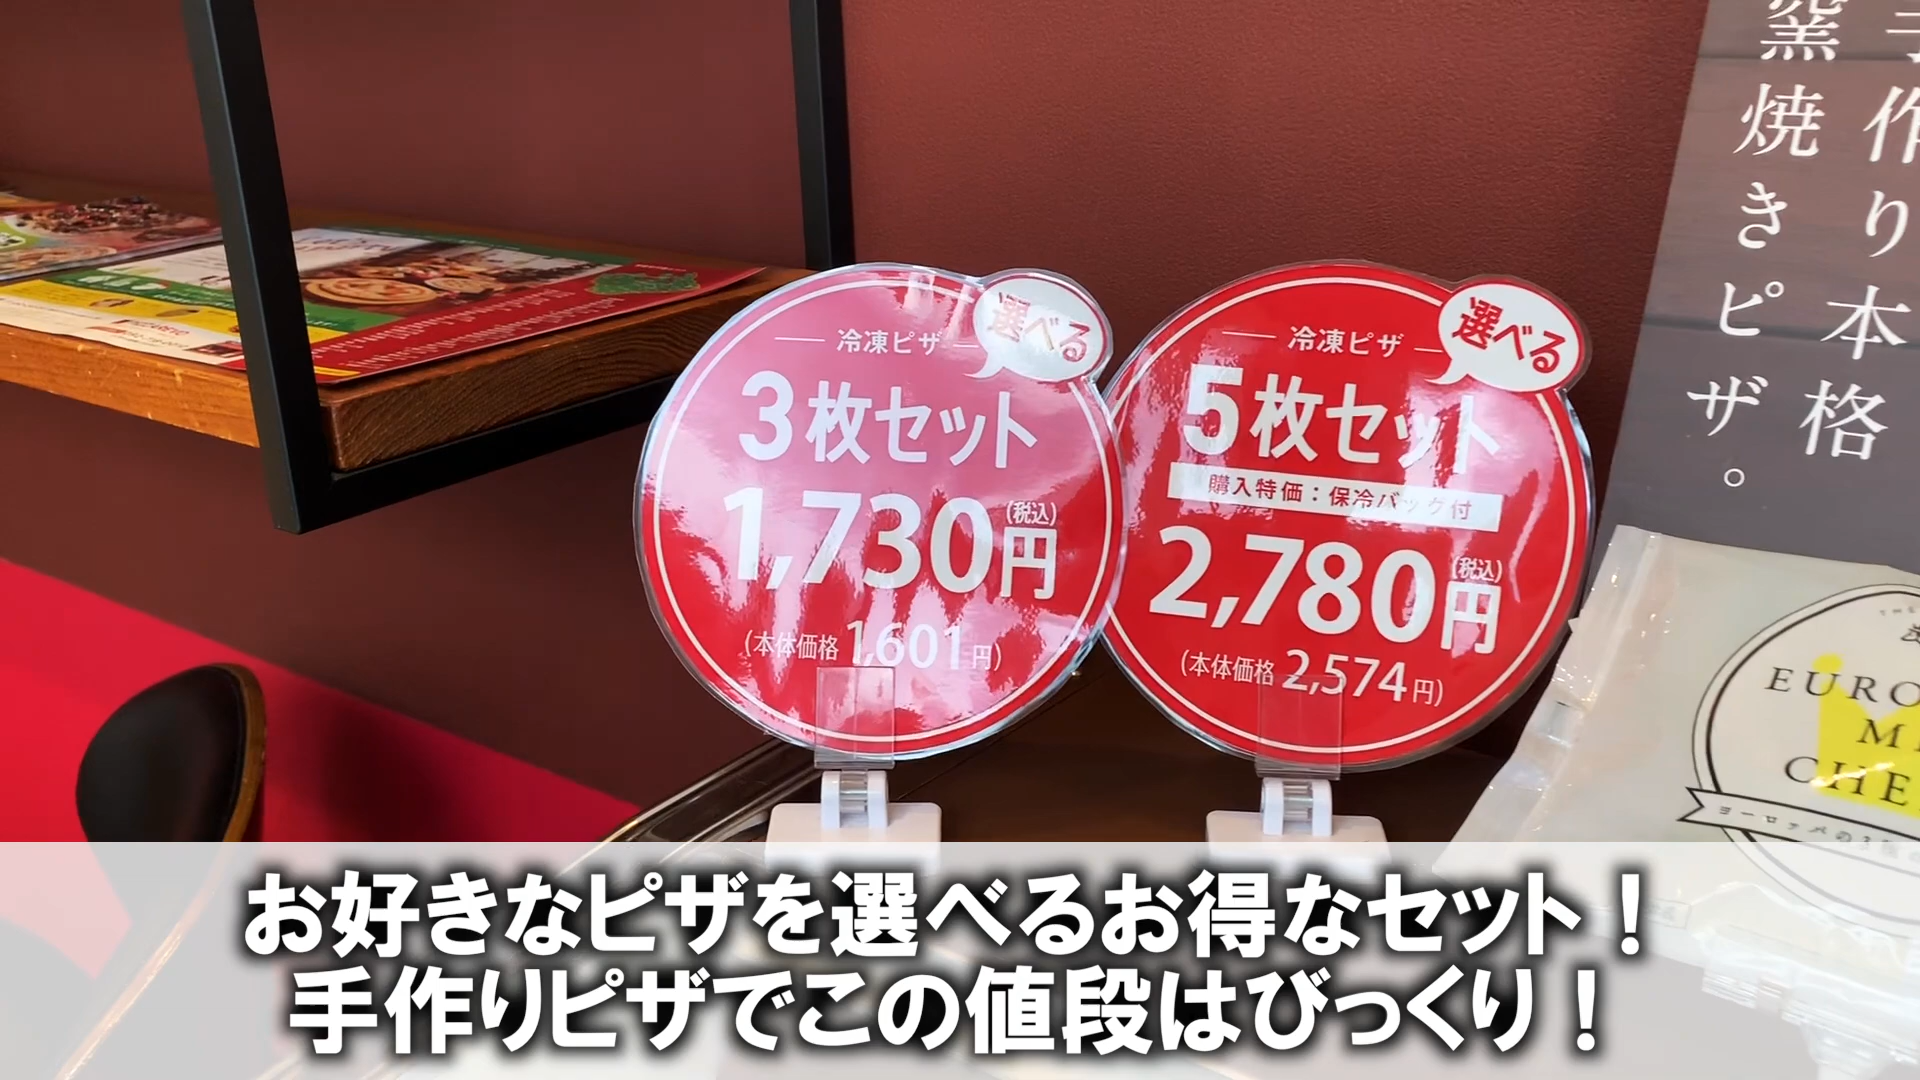 手作り本格
窯焼きピザ。
冷凍ピザ
選べる
3枚セット
1,730円
(税込)
(本体価格 1,601円)
冷凍ピザ
選べる
5枚セット
購入特価：保冷バッグ付
2,780円
(税込)
(本体価格 2,574円)
EURO
CHE
お好きなピザを選べるお得なセット！
手作りピザでこの値段はびっくり！